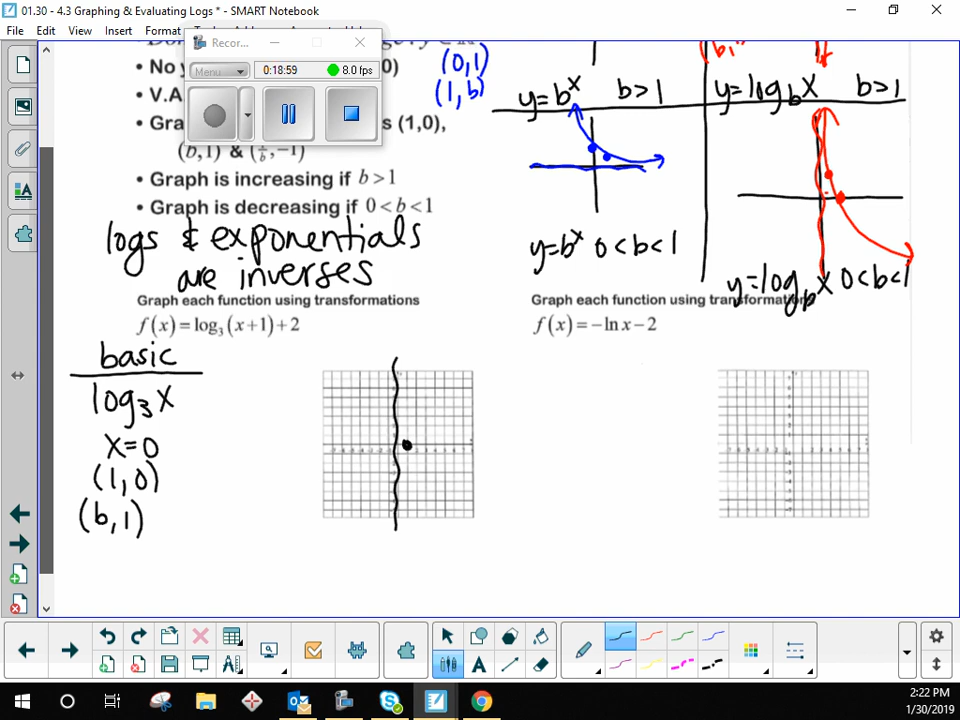 01.30 - 4.3 Graphing & Evaluating Logs * - SMART Notebook
File Edit View Insert Format
Recor...
Menu 0:18:59 8.0 fps
• No
0)
• V.A
• Gra
s (1,0),
(b,1) & (1/b,−1)
• Graph is increasing if b > 1
• Graph is decreasing if 0 < b < 1
logs & exponentials
are inverses
(0,1)
(1,b)
y=b^x b>1
y=log_b x b>1
y=b^x 0<b<1
y=log_b x 0<b<1
Graph each function using transformations
f(x)=log₃(x+1)+2
Graph each function using transformations
f(x)=−ln x−2
basic
log₃x
x=0
(1,0)
(b,1)
2:22 PM
1/30/2019